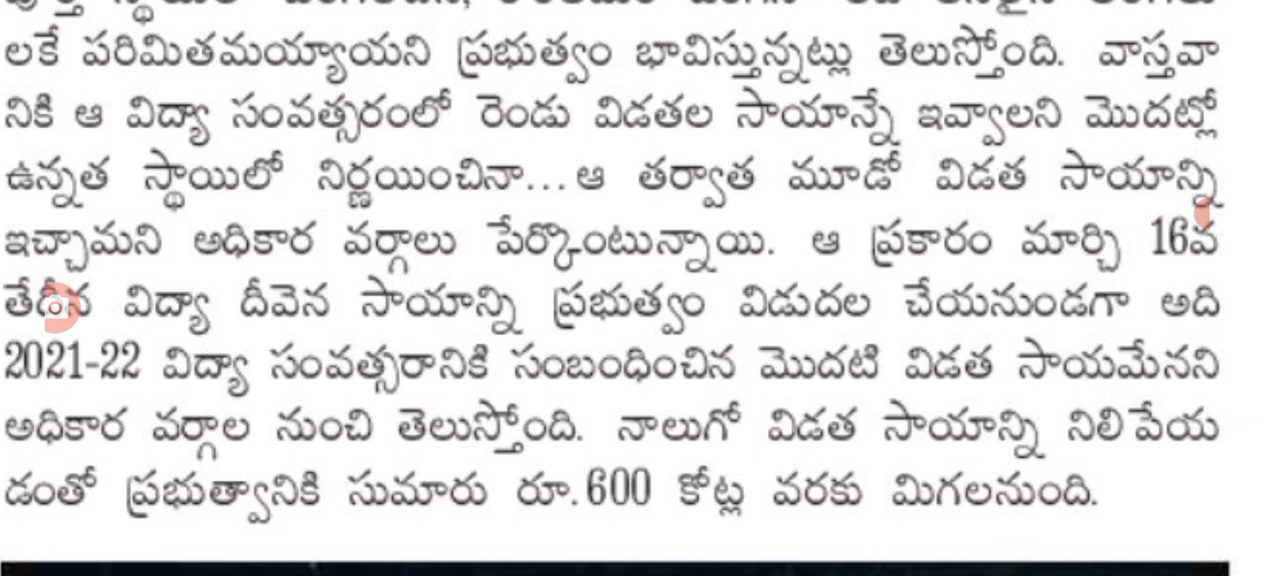 లకే పరిమితమయ్యాయని ప్రభుత్వం భావిస్తున్నట్లు తెలుస్తోంది. వాస్తవా
నికి ఆ విద్యా సంవత్సరంలో రెండు విడతల సాయాన్నే ఇవ్వాలని మొదట్లో
ఉన్నత స్థాయిలో నిర్ణయించినా... ఆ తర్వాత మూడో విడత సాయాన్ని
ఇచ్చామని అధికార వర్గాలు పేర్కొంటున్నాయి. ఆ ప్రకారం మార్చి 16వ
తేదీన విద్యా దీవెన సాయాన్ని ప్రభుత్వం విడుదల చేయనుండగా అది
2021-22 విద్యా సంవత్సరానికి సంబంధించిన మొదటి విడత సాయమేనని
అధికార వర్గాల నుంచి తెలుస్తోంది. నాలుగో విడత సాయాన్ని నిలిపేయ
డంతో ప్రభుత్వానికి సుమారు రూ.600 కోట్ల వరకు మిగలనుంది.